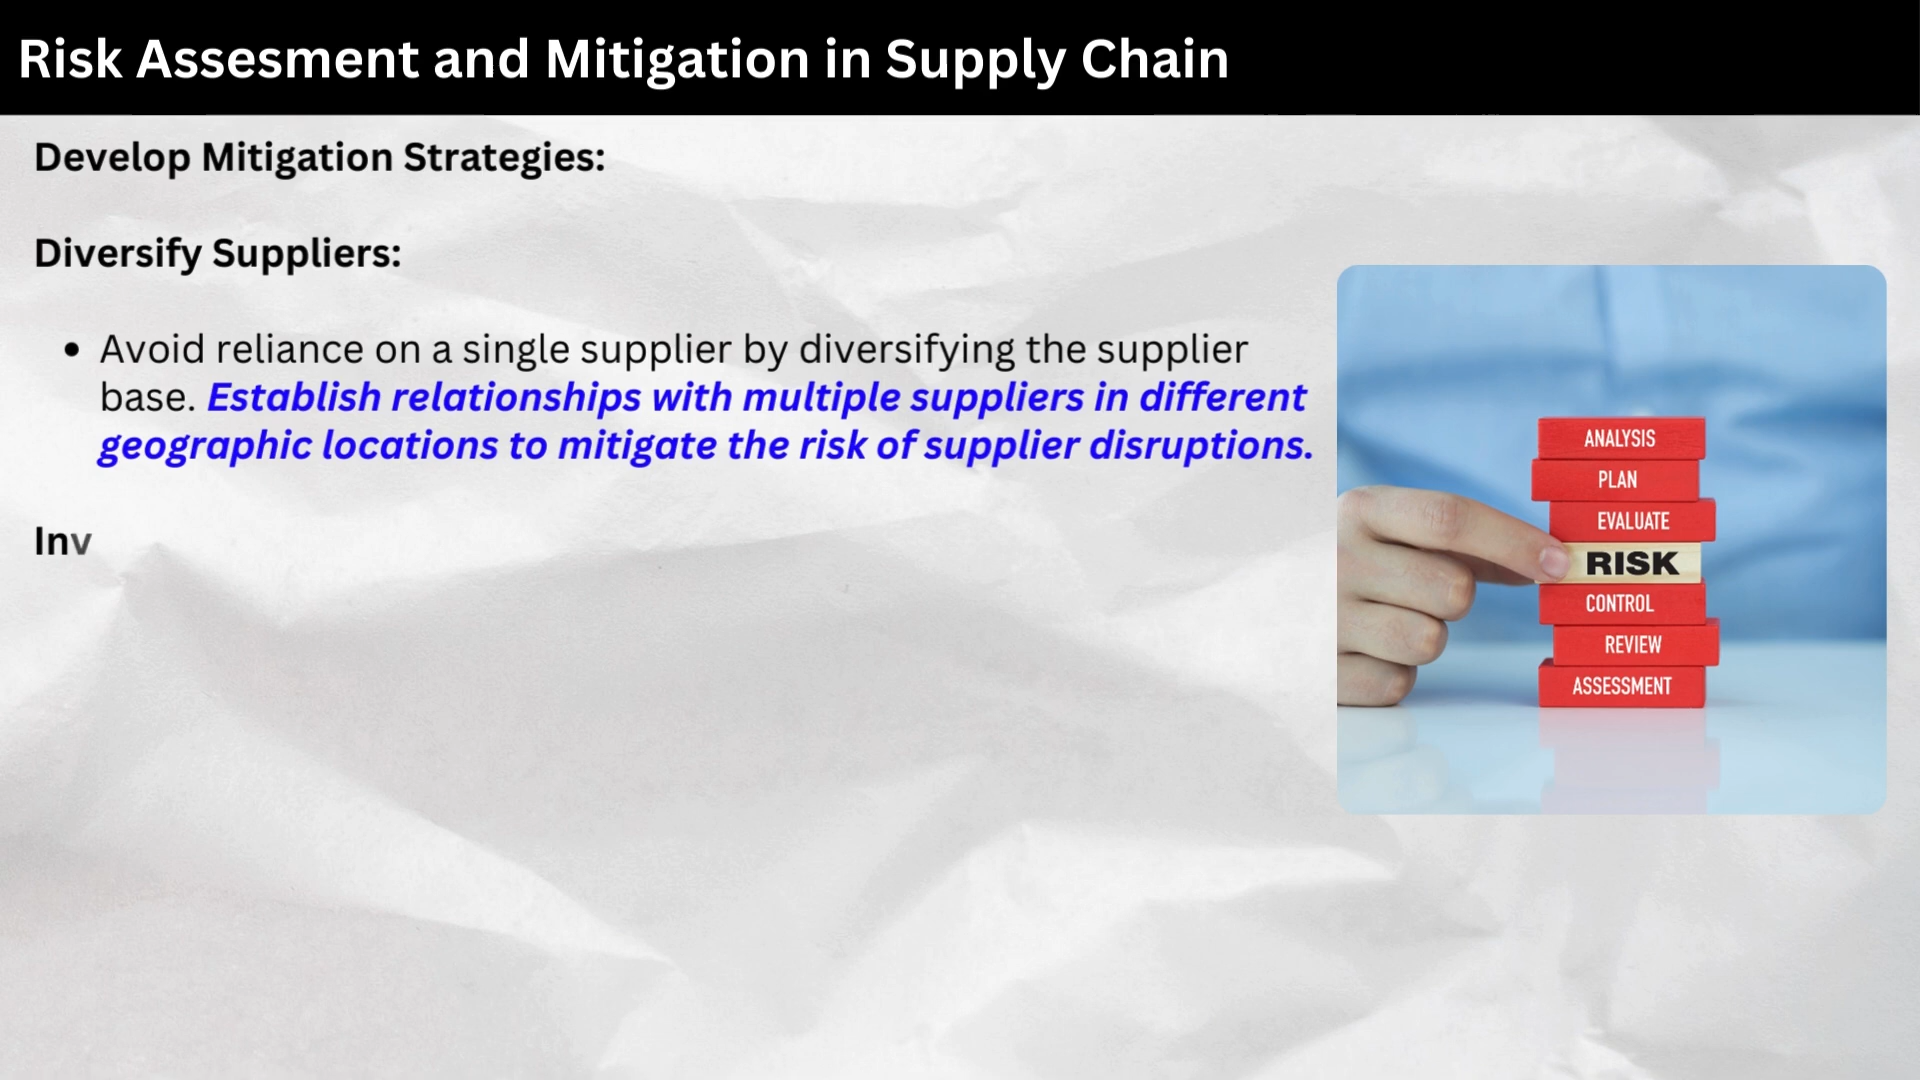 Risk Assesment and Mitigation in Supply Chain
Develop Mitigation Strategies:
Diversify Suppliers:
• Avoid reliance on a single supplier by diversifying the supplier
base. Establish relationships with multiple suppliers in different
geographic locations to mitigate the risk of supplier disruptions.
Inv
ANALYSIS
PLAN
EVALUATE
RISK
CONTROL
REVIEW
ASSESSMENT